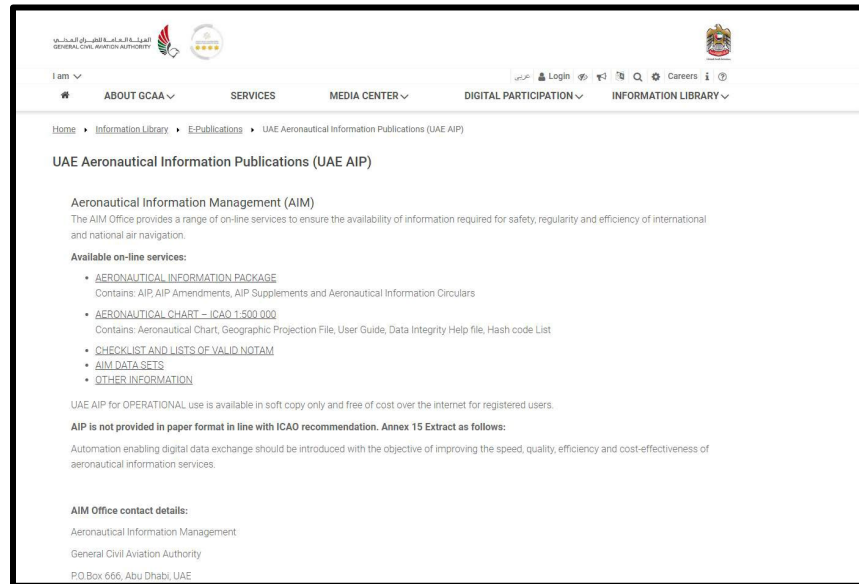 الهيئة العامة للطيران المدني
GENERAL CIVIL AVIATION AUTHORITY
I am
عربي Login Careers
ABOUT GCAA SERVICES MEDIA CENTER DIGITAL PARTICIPATION INFORMATION LIBRARY
Home Information Library E-Publications UAE Aeronautical Information Publications (UAE AIP)
UAE Aeronautical Information Publications (UAE AIP)
Aeronautical Information Management (AIM)
The AIM Office provides a range of on-line services to ensure the availability of information required for safety, regularity and efficiency of international
and national air navigation.
Available on-line services:
• AERONAUTICAL INFORMATION PACKAGE
Contains: AIP, AIP Amendments, AIP Supplements and Aeronautical Information Circulars
• AERONAUTICAL CHART – ICAO 1:500 000
Contains: Aeronautical Chart, Geographic Projection File, User Guide, Data Integrity Help file, Hash code List
• CHECKLIST AND LISTS OF VALID NOTAM
• AIM DATA SETS
• OTHER INFORMATION
UAE AIP for OPERATIONAL use is available in soft copy only and free of cost over the internet for registered users.
AIP is not provided in paper format in line with ICAO recommendation. Annex 15 Extract as follows:
Automation enabling digital data exchange should be introduced with the objective of improving the speed, quality, efficiency and cost-effectiveness of
aeronautical information services.
AIM Office contact details:
Aeronautical Information Management
General Civil Aviation Authority
P.O.Box 666, Abu Dhabi, UAE